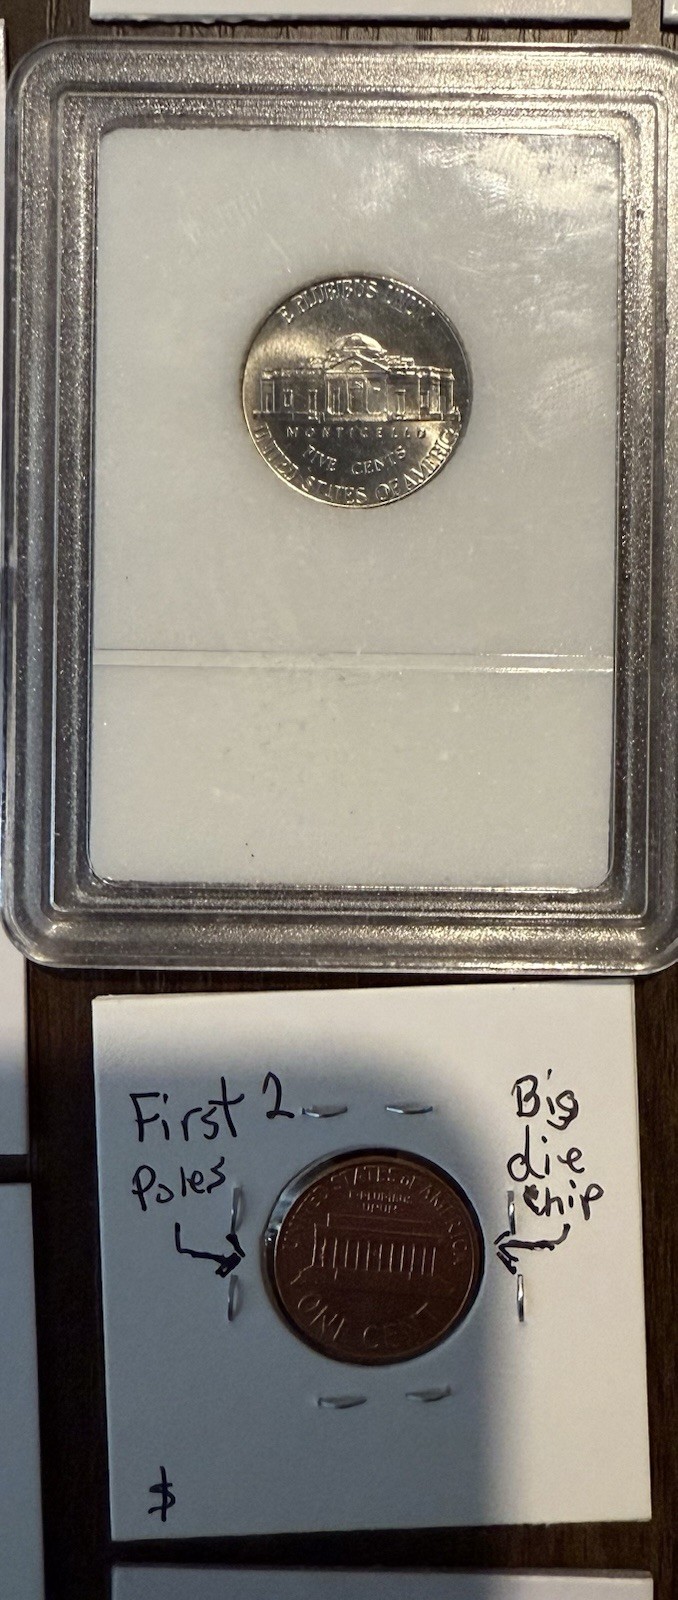 E PLURIBUS UNUM
MONTICELLO
FIVE CENTS
UNITED STATES OF AMERIC
First 2
Poles
Big
die
chip
UNITED STATES of AMERICA
E PLURIBUS
UNUM
ONE CENT
$